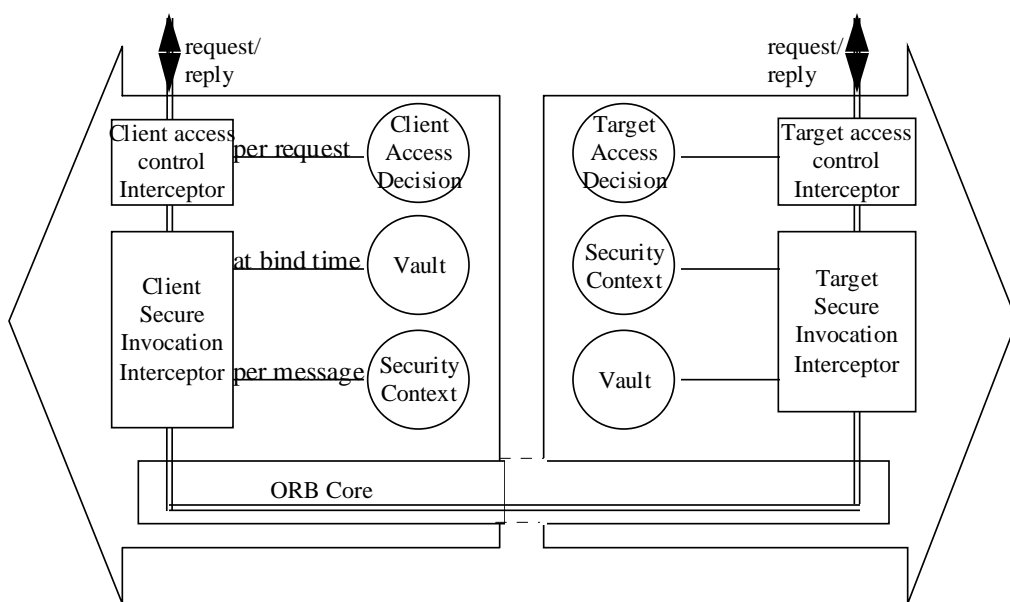 request/
reply
request/
reply
Client access
control
Interceptor
per request
Client
Access
Decision
Target
Access
Decision
Target access
control
Interceptor
at bind time
Vault
Security
Context
Client
Secure
Invocation
Interceptor
Target
Secure
Invocation
Interceptor
per message
Security
Context
Vault
ORB Core